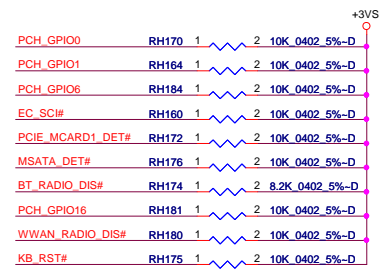 +3VS
PCH_GPIO0 RH170 1 2 10K_0402_5%~D
PCH_GPIO1 RH164 1 2 10K_0402_5%~D
PCH_GPIO6 RH184 1 2 10K_0402_5%~D
EC_SCI# RH160 1 2 10K_0402_5%~D
PCIE_MCARD1_DET# RH172 1 2 10K_0402_5%~D
MSATA_DET# RH176 1 2 10K_0402_5%~D
BT_RADIO_DIS# RH174 1 2 8.2K_0402_5%~D
PCH_GPIO16 RH181 1 2 10K_0402_5%~D
WWAN_RADIO_DIS# RH180 1 2 10K_0402_5%~D
KB_RST# RH175 1 2 10K_0402_5%~D